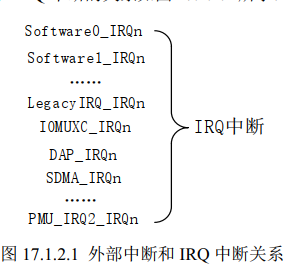 Software0_IRQn
Software1_IRQn
……
LegacyIRQ_IRQn
IOMUXC_IRQn
DAP_IRQn
SDMA_IRQn
……
PMU_IRQ2_IRQn
IRQ中断
图 17.1.2.1 外部中断和 IRQ 中断关系